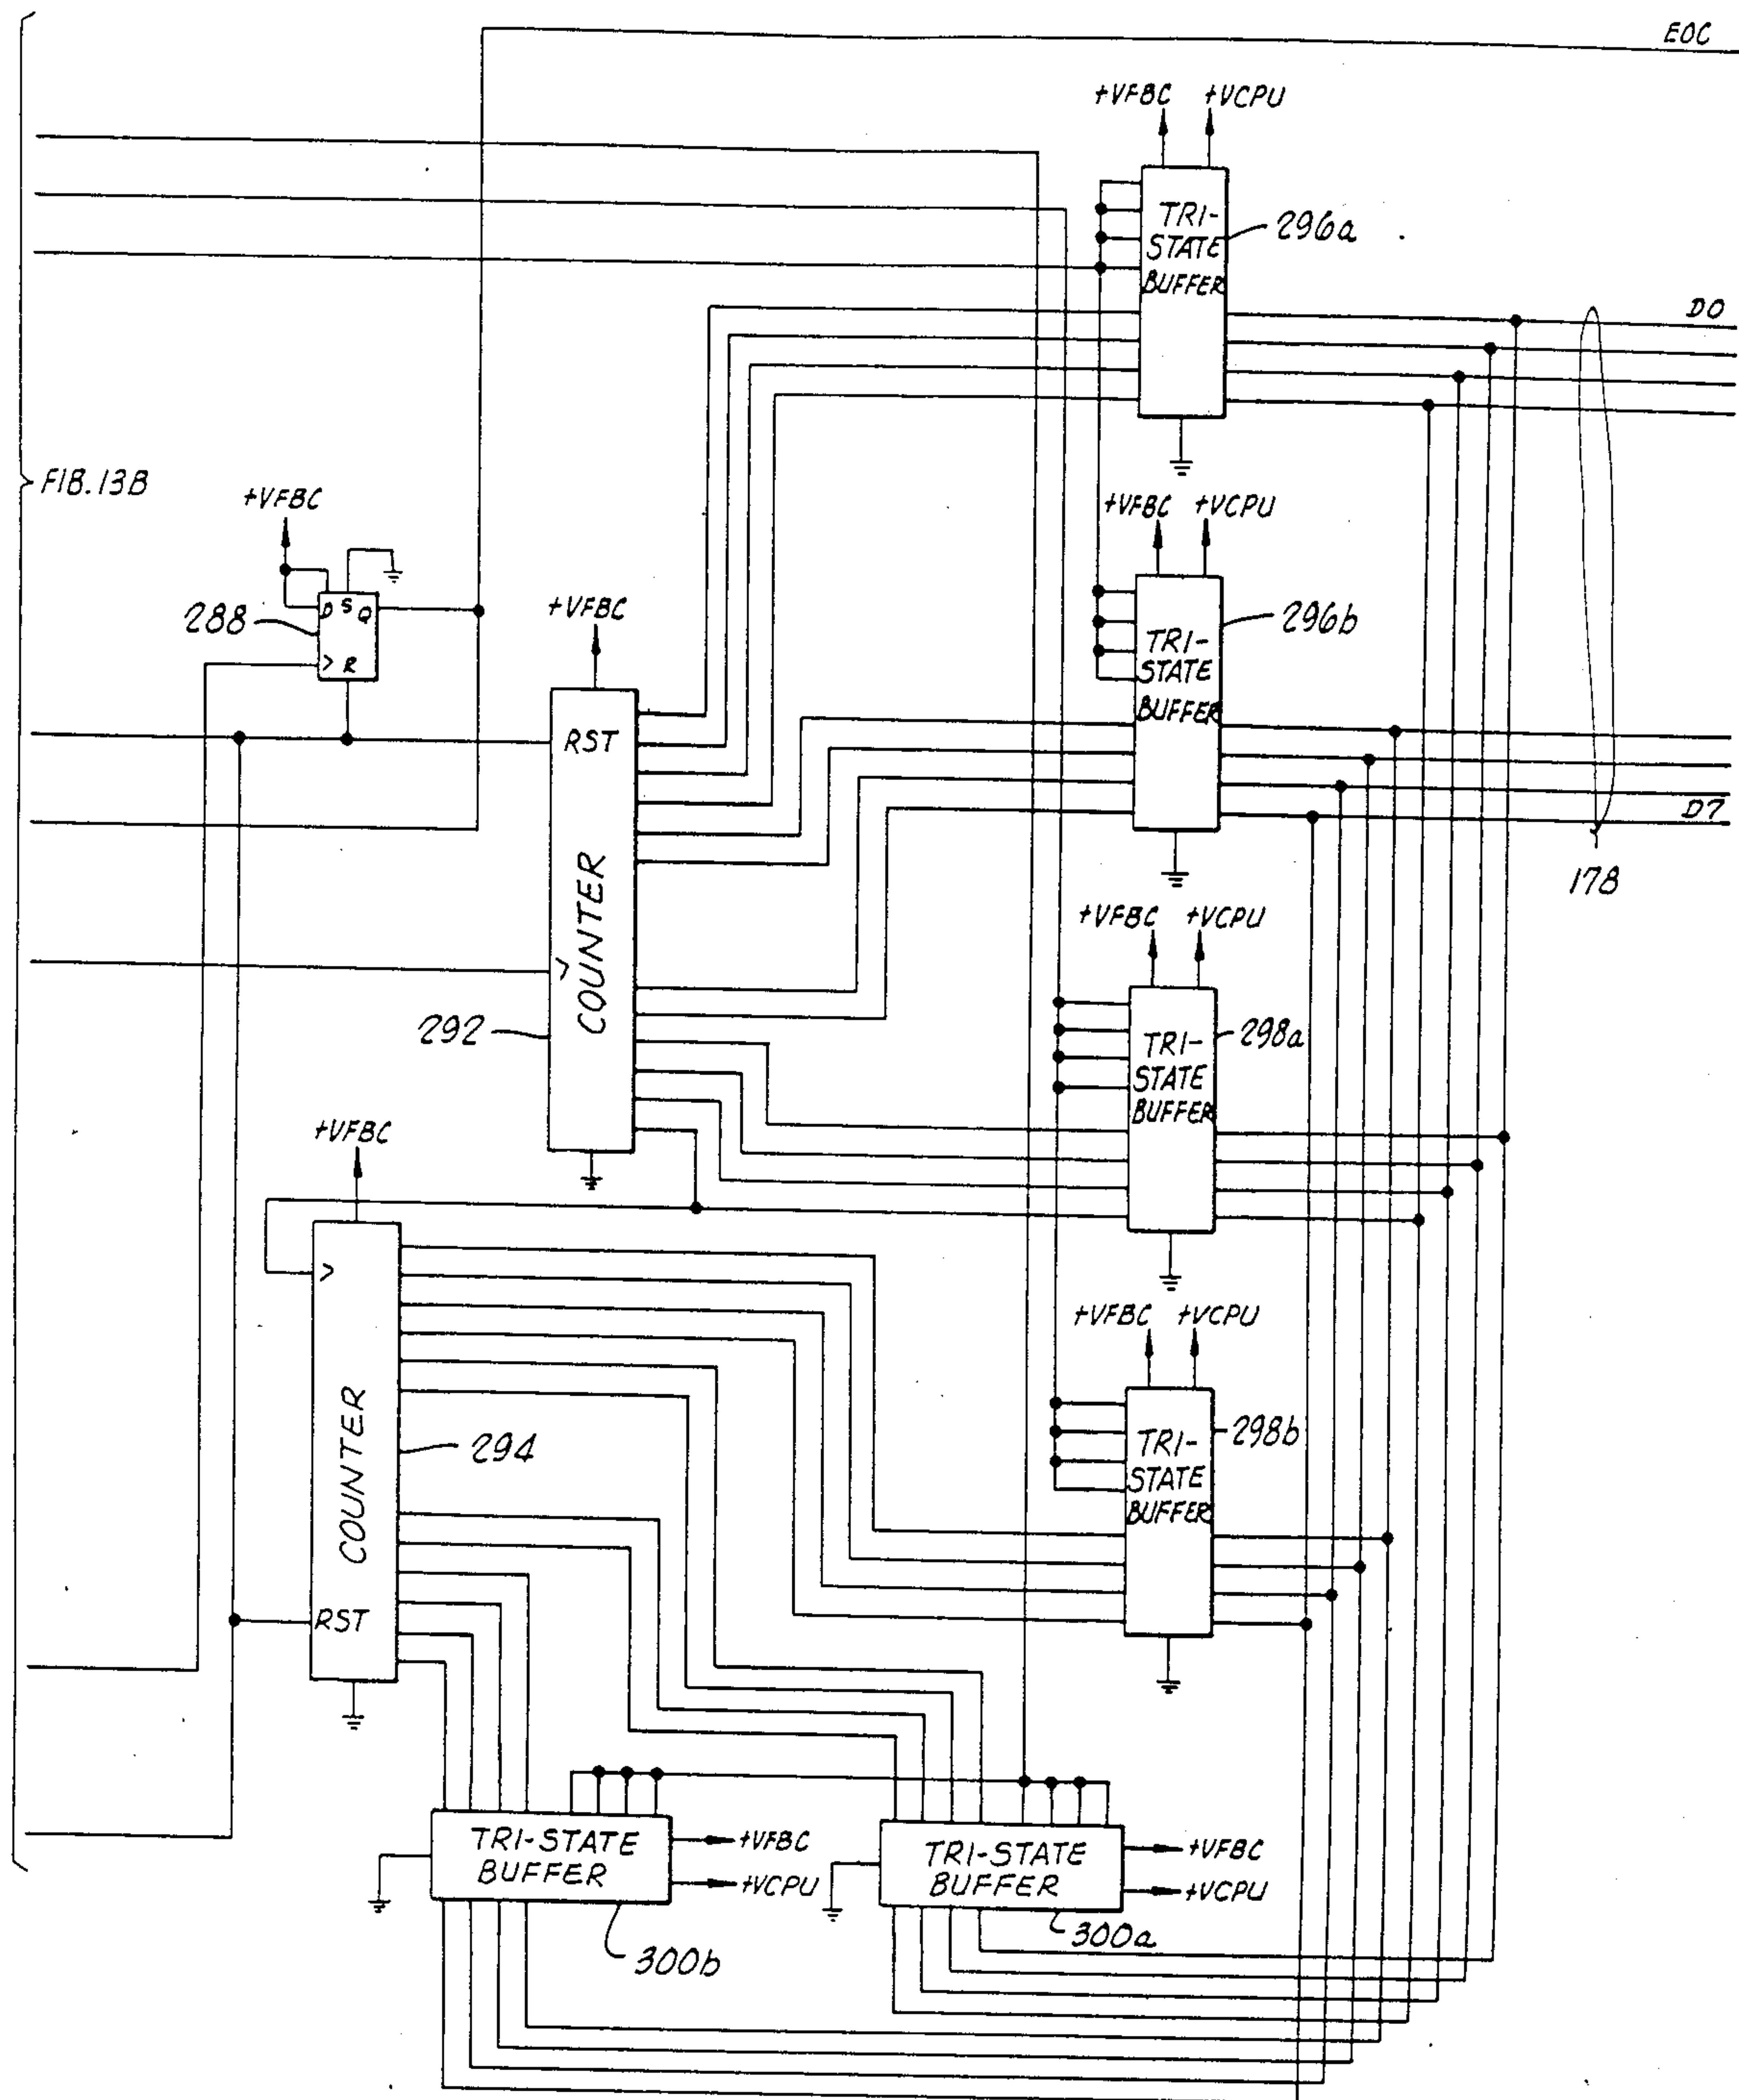 EOC
+VFBC +VCPU
TRI-
STATE
BUFFER
296a
D0
FIB.13B
+VFBC
D S Q
> R
288
+VFBC +VCPU
TRI-
STATE
BUFFER
296b
D7
178
+VFBC
RST
>
COUNTER
292
+VFBC +VCPU
TRI-
STATE
BUFFER
298a
+VFBC
>
COUNTER
RST
294
+VFBC +VCPU
TRI-
STATE
BUFFER
298b
TRI-STATE
BUFFER
+VFBC
+VCPU
300b
TRI-STATE
BUFFER
+VFBC
+VCPU
300a